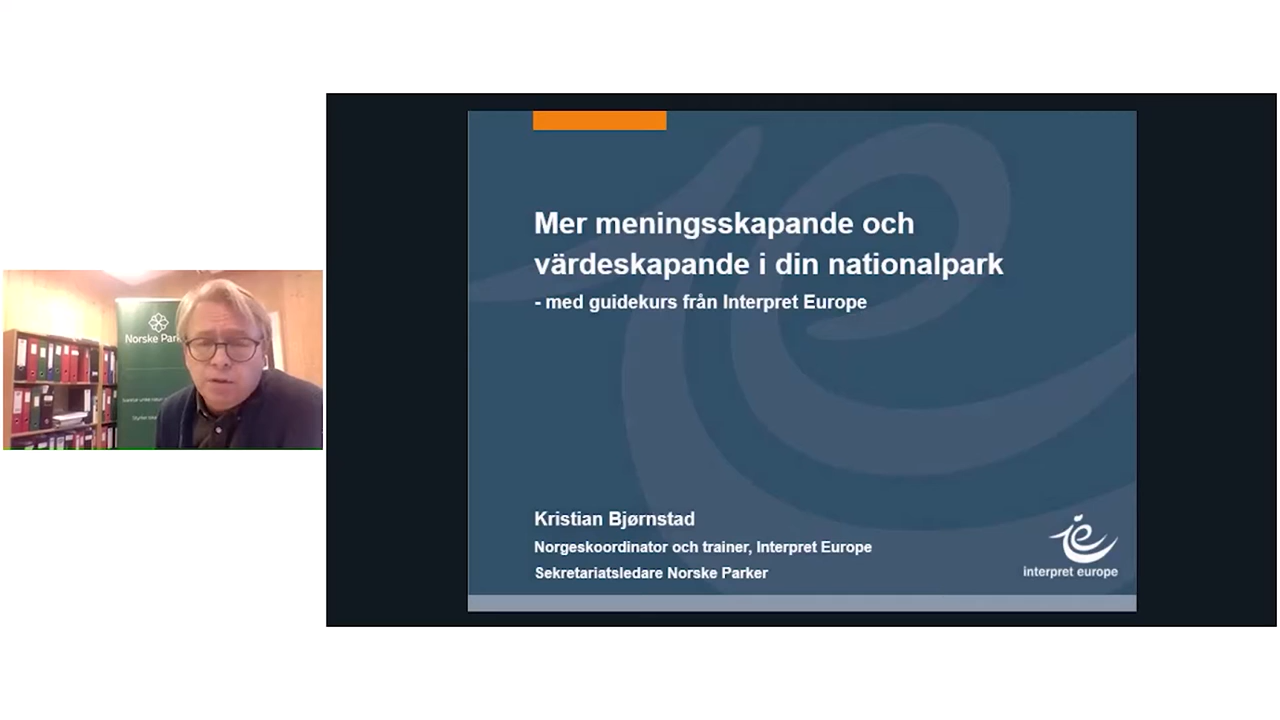 Norske Park
Mer meningsskapande och
värdeskapande i din nationalpark
- med guidekurs från Interpret Europe
Kristian Bjørnstad
Norgeskoordinator och trainer, Interpret Europe
Sekretariatsledare Norske Parker
interpret europe